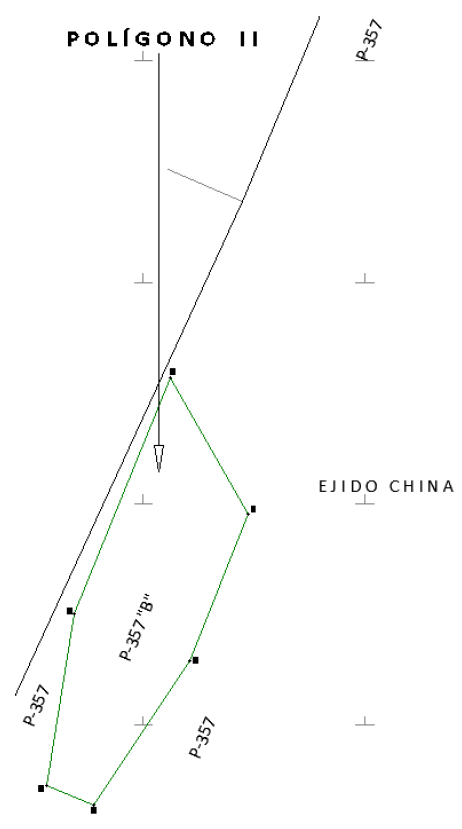 POLÍGONO II
P-357
EJIDO CHINA
P-357 "B"
P-357
P-357